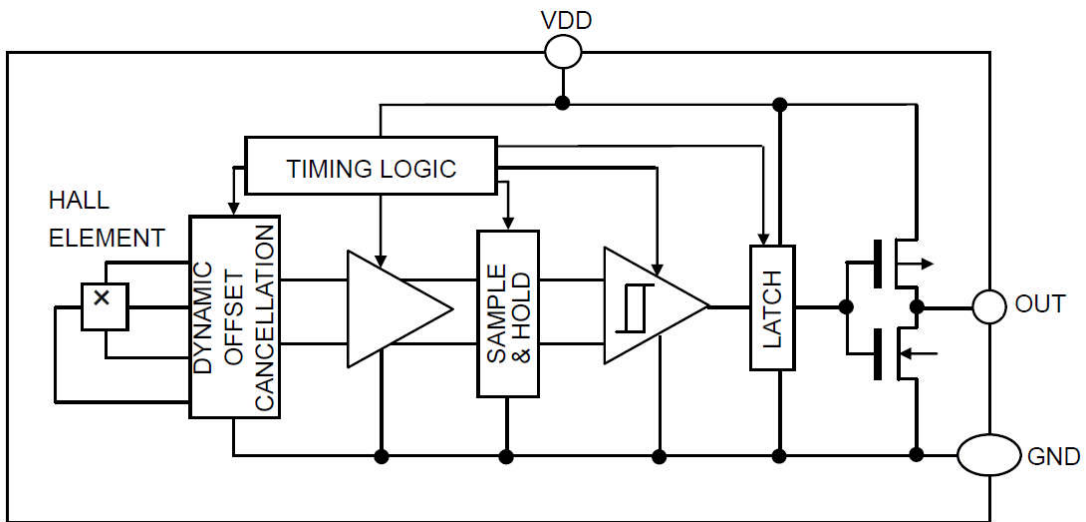 VDD
TIMING LOGIC
HALL
ELEMENT
×
DYNAMIC
OFFSET
CANCELLATION
SAMPLE
& HOLD
LATCH
OUT
GND